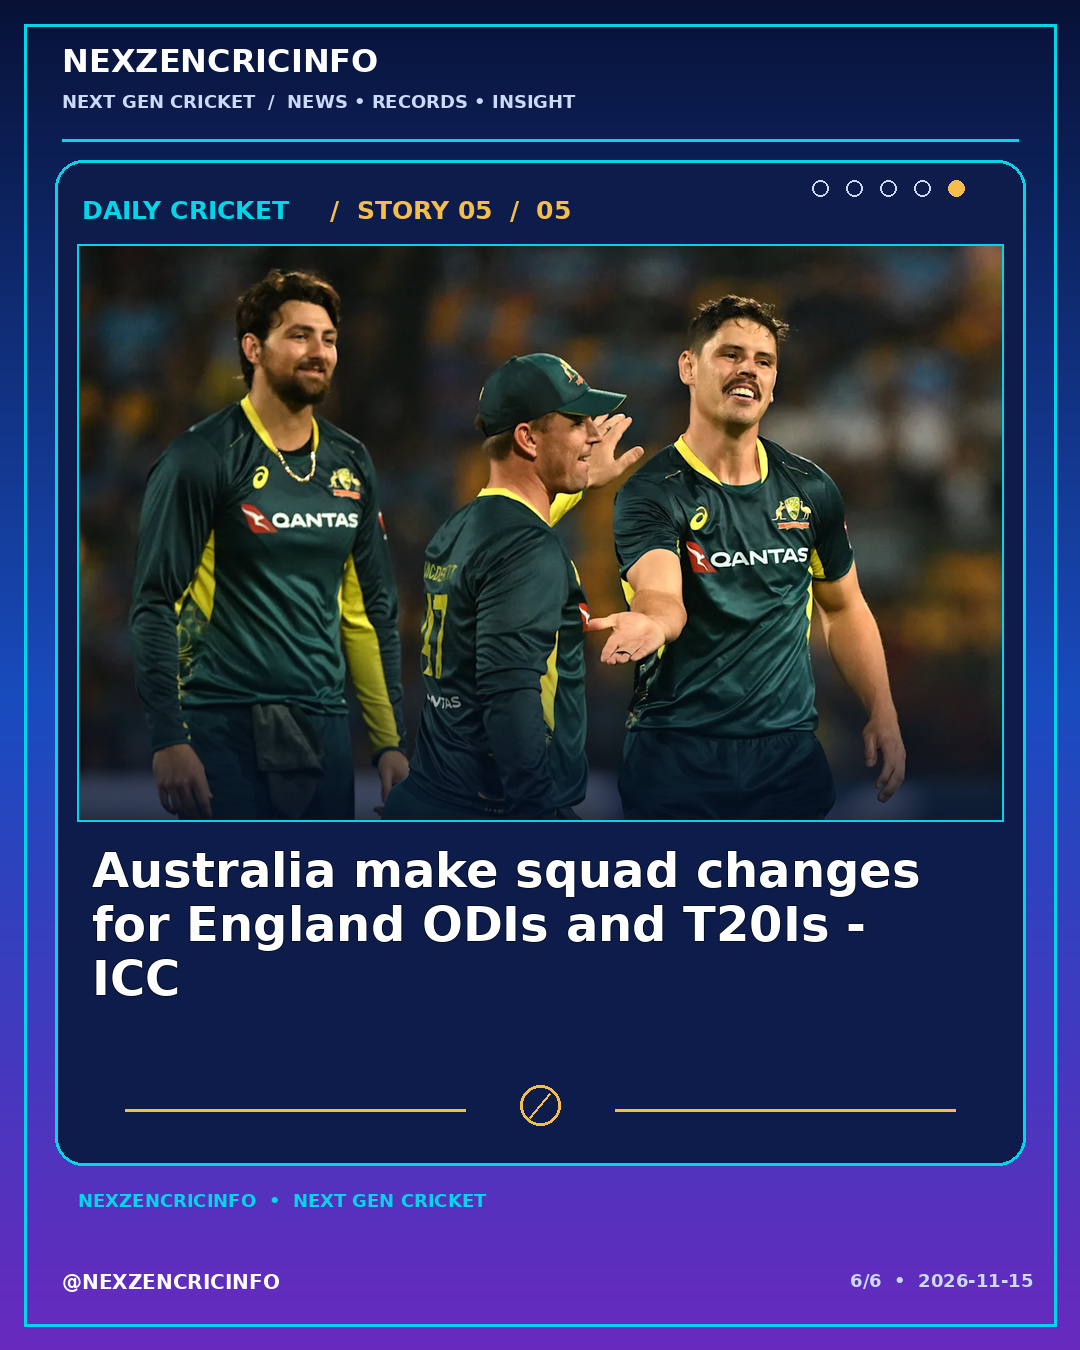 NEXZENCRICINFO
NEXT GEN CRICKET / NEWS • RECORDS • INSIGHT
DAILY CRICKET / STORY 05 / 05
QANTAS
QANTAS
Australia make squad changes
for England ODIs and T20Is -
ICC
NEXZENCRICINFO • NEXT GEN CRICKET
@NEXZENCRICINFO
6/6 • 2026-11-15